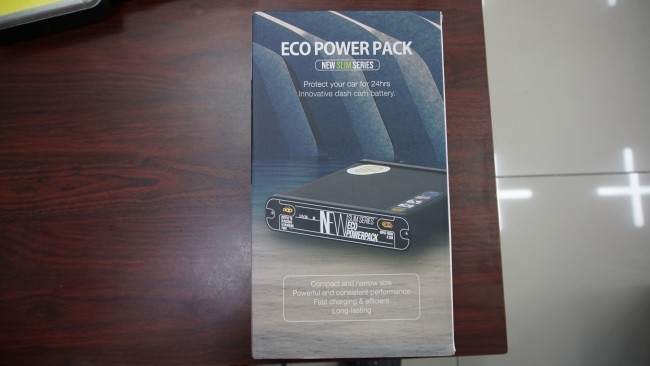 ECO POWER PACK
NEW SLIM SERIES
Protect your car for 24hrs
Innovative dash cam battery.
NEW
SLIM SERIES
ECO
POWERPACK
Compact and narrow size
Powerful and consistent performance
Fast charging & efficient
Long-lasting